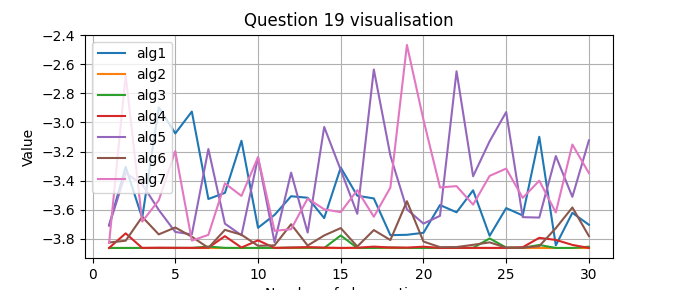 Question 19 visualisation
−2.4
−2.6
−2.8
−3.0
−3.2
−3.4
−3.6
−3.8
Value
alg1
alg2
alg3
alg4
alg5
alg6
alg7
0 5 10 15 20 25 30